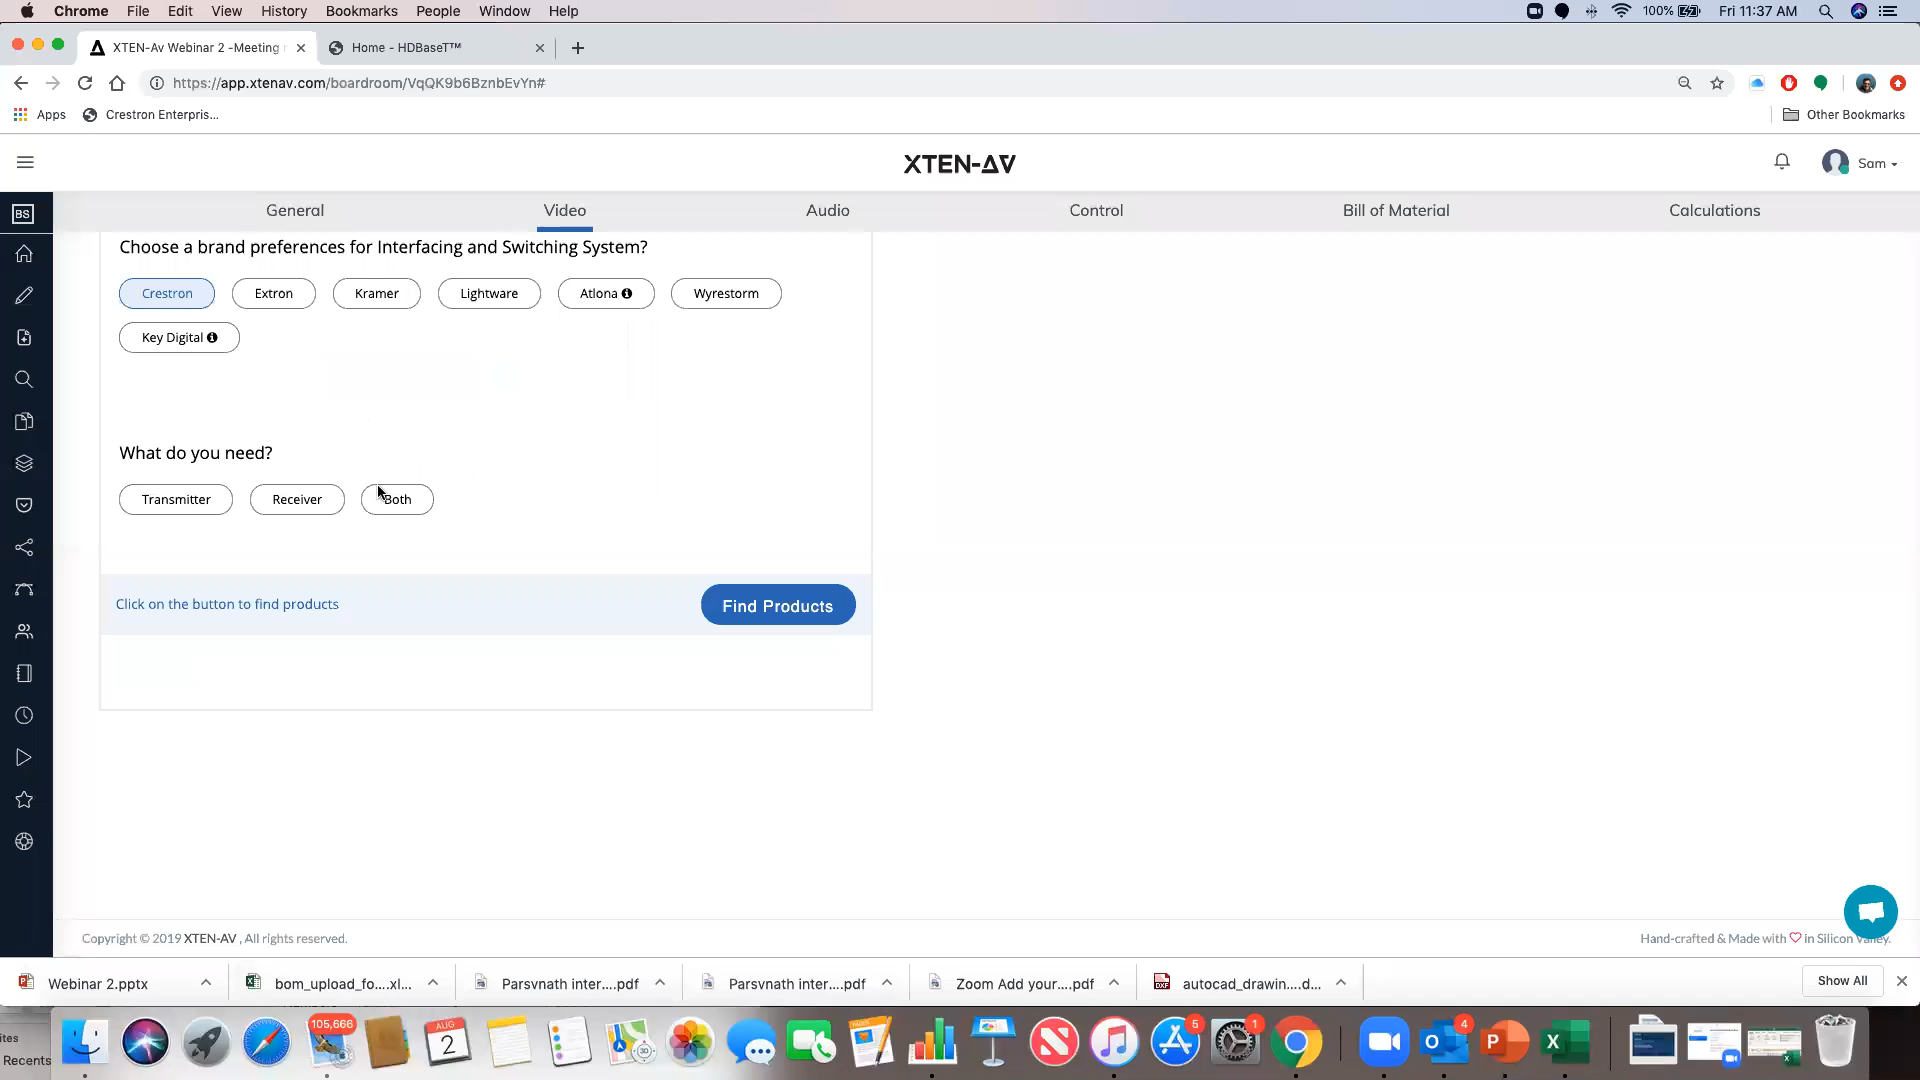 Chrome File Edit View History Bookmarks People Window Help 100% Fri 11:37 AM
XTEN-Av Webinar 2 -Meeting Home - HDBaseT™
https://app.xtenav.com/boardroom/VqQK9b6BznbEvYn#
Apps Crestron Enterpris... Other Bookmarks
XTEN-AV Sam
BS General Video Audio Control Bill of Material Calculations
Choose a brand preferences for Interfacing and Switching System?
Crestron Extron Kramer Lightware Atlona Wyrestorm
Key Digital
What do you need?
Transmitter Receiver Both
Click on the button to find products Find Products
Copyright © 2019 XTEN-AV , All rights reserved. Hand-crafted & Made with in Silicon Valley.
Webinar 2.pptx bom_upload_fo....xl... Parsvnath inter....pdf Parsvnath inter....pdf Zoom Add your....pdf autocad_drawin....d... Show All
105,666 AUG 2 5 1 4
ites
Recents